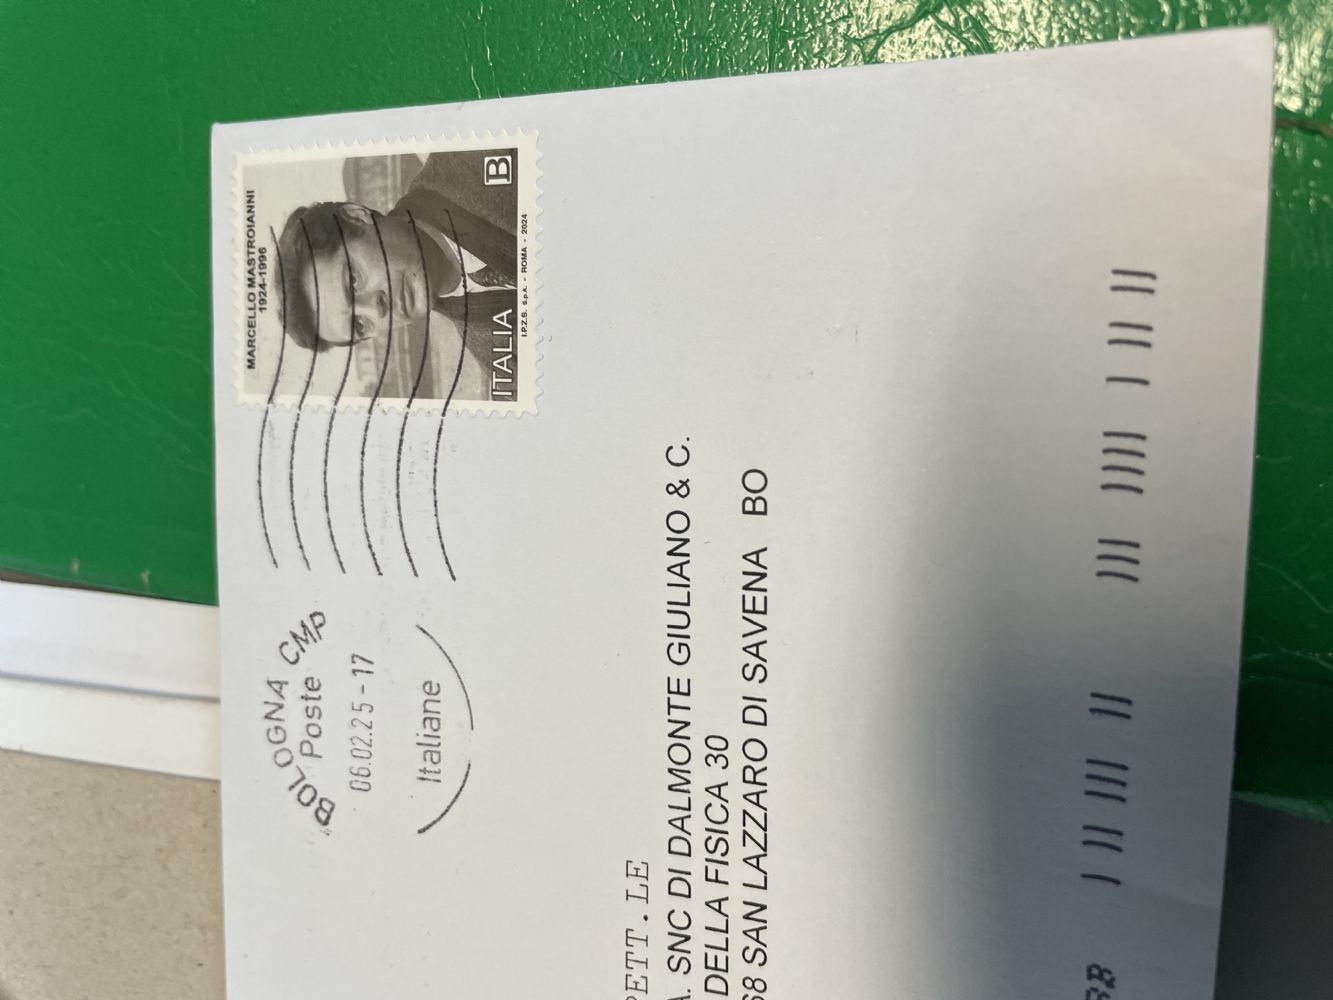 MARCELLO MASTROIANNI
1924-1996
ITALIA B
I.P.Z.S. S.p.A. - ROMA - 2024
BOLOGNA CMP
Poste
06.02.25-17
Italiane
PETT.LE
. SNC DI DALMONTE GIULIANO & C.
DELLA FISICA 30
68 SAN LAZZARO DI SAVENA BO